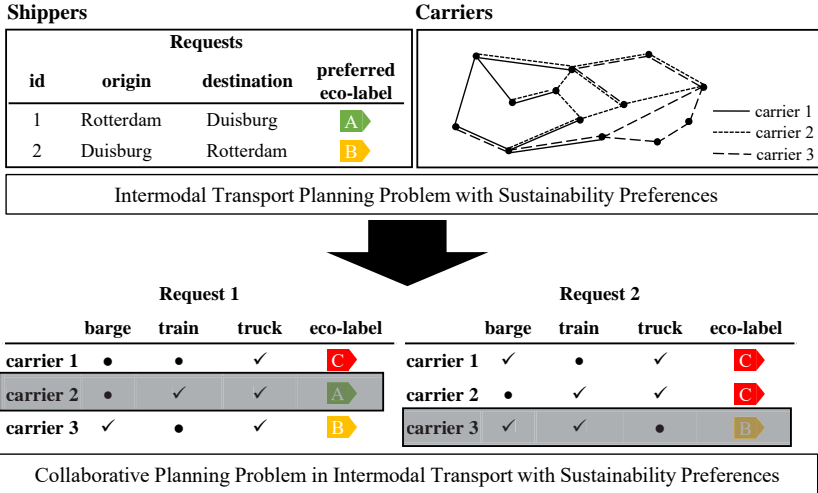 Shippers
Requests
id origin destination preferred eco-label
1 Rotterdam Duisburg A
2 Duisburg Rotterdam B
Carriers
carrier 1
carrier 2
carrier 3
Intermodal Transport Planning Problem with Sustainability Preferences
Request 1
barge train truck eco-label
carrier 1 ● ● ✓ C
carrier 2 ● ✓ ✓ A
carrier 3 ✓ ● ✓ B
Request 2
barge train truck eco-label
carrier 1 ✓ ● ✓ C
carrier 2 ● ✓ ✓ C
carrier 3 ✓ ✓ ● B
Collaborative Planning Problem in Intermodal Transport with Sustainability Preferences